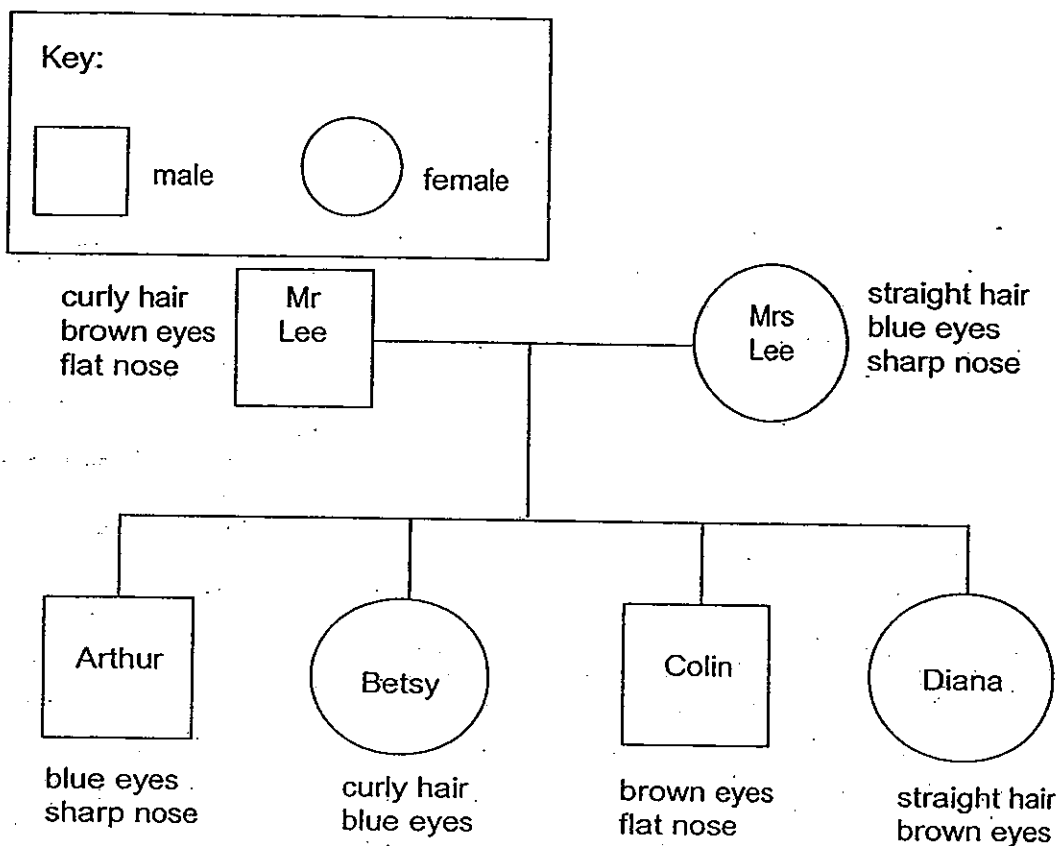 Key:
male
female
curly hair
brown eyes
flat nose
Mr
Lee
Mrs
Lee
straight hair
blue eyes
sharp nose
Arthur
Betsy
Colin
Diana
blue eyes
sharp nose
curly hair
blue eyes
brown eyes
flat nose
straight hair
brown eyes